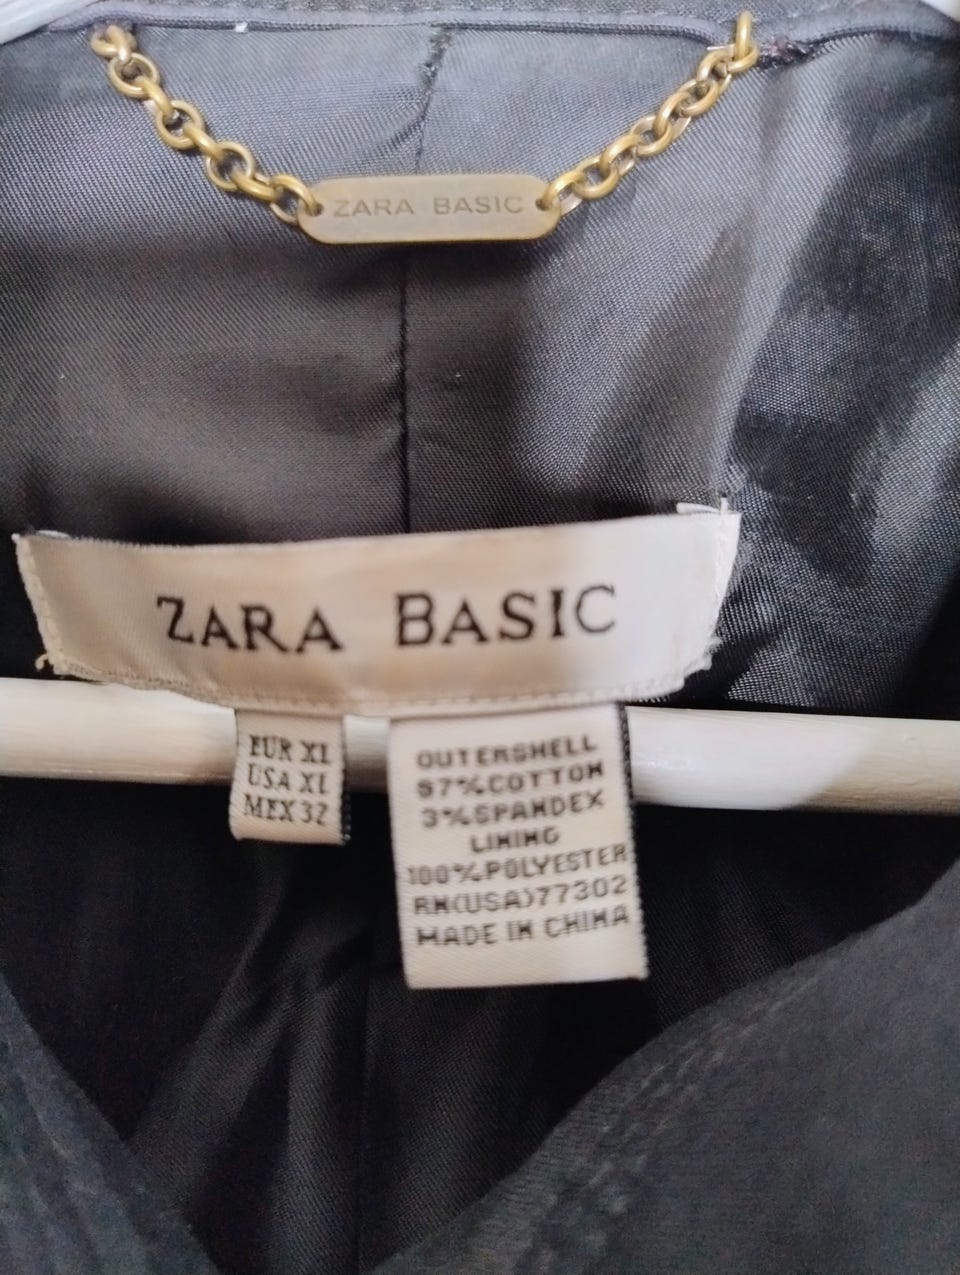 ZARA BASIC
ZARA BASIC
EUR XL
USA XL
MEX 32
OUTERSHELL
97%COTTON
3%SPANDEX
LINING
100%POLYESTER
RN(USA)77302
MADE IN CHINA